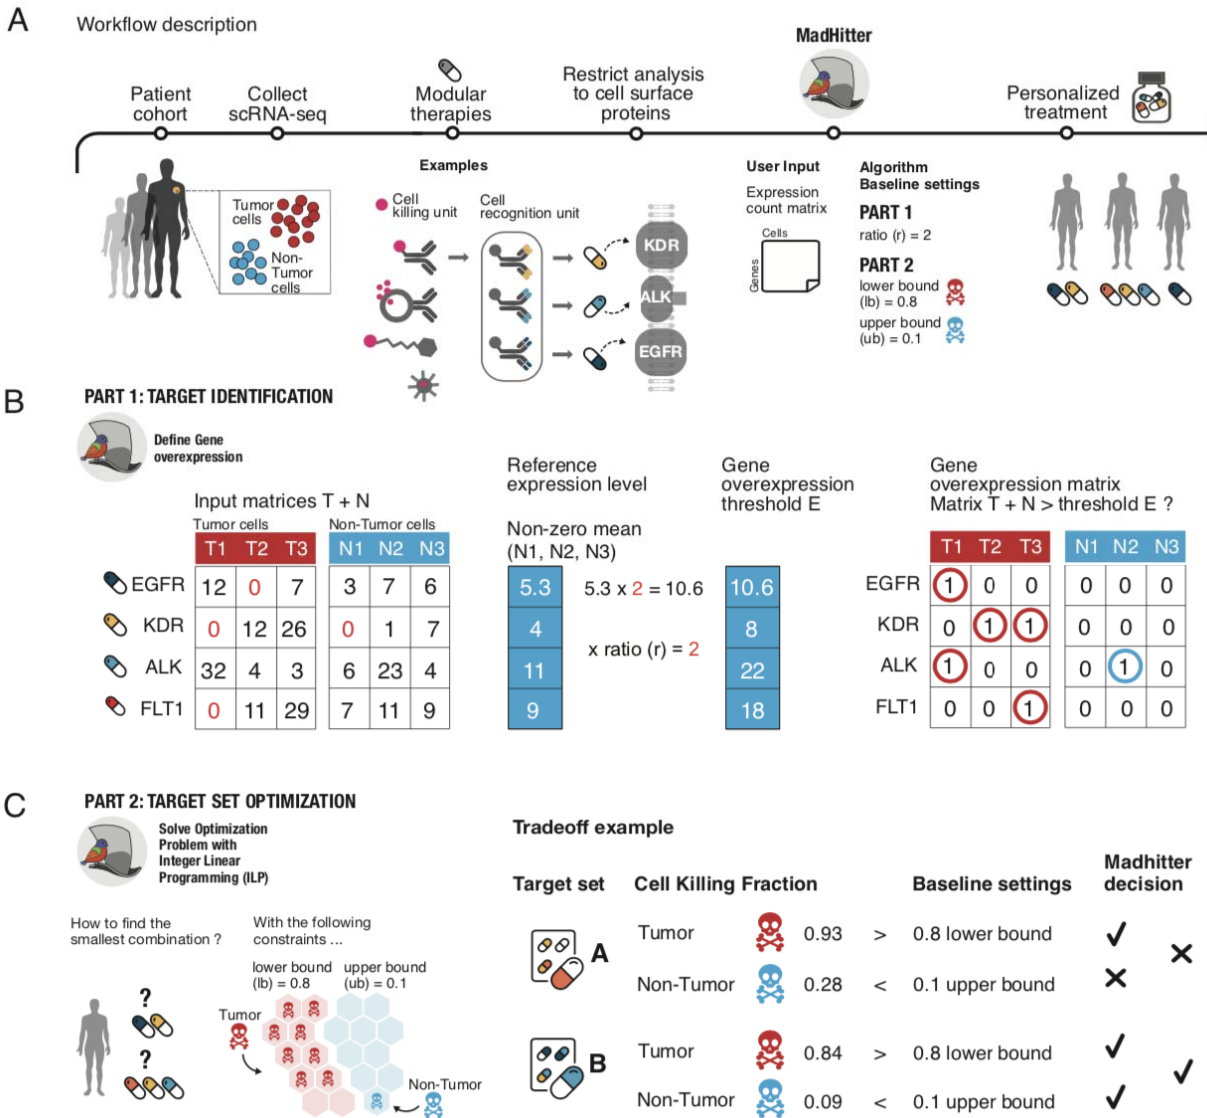 A
Workflow description
MadHitter
Patient
cohort
Collect
scRNA-seq
Modular
therapies
Restrict analysis
to cell surface
proteins
Personalized
treatment
Tumor
cells
Non-
Tumor
cells
Examples
Cell
killing unit
Cell
recognition unit
KDR
ALK
EGFR
User Input
Expression
count matrix
Cells
Genes
Algorithm
Baseline settings
PART 1
ratio (r) = 2
PART 2
lower bound
(lb) = 0.8
upper bound
(ub) = 0.1
B
PART 1: TARGET IDENTIFICATION
Define Gene
overexpression
Input matrices T + N
Tumor cells Non-Tumor cells
T1 T2 T3 N1 N2 N3
EGFR 12 0 7 3 7 6
KDR 0 12 26 0 1 7
ALK 32 4 3 6 23 4
FLT1 0 11 29 7 11 9
Reference
expression level
Non-zero mean
(N1, N2, N3)
5.3
4
11
9
5.3 x 2 = 10.6
x ratio (r) = 2
Gene
overexpression
threshold E
10.6
8
22
18
Gene
overexpression matrix
Matrix T + N > threshold E ?
T1 T2 T3 N1 N2 N3
EGFR 1 0 0 0 0 0
KDR 0 1 1 0 0 0
ALK 1 0 0 0 1 0
FLT1 0 0 1 0 0 0
C
PART 2: TARGET SET OPTIMIZATION
Solve Optimization
Problem with
Integer Linear
Programming (ILP)
How to find the
smallest combination ?
?
?
With the following
constraints ...
lower bound
(lb) = 0.8
upper bound
(ub) = 0.1
Tumor
Non-Tumor
Tradeoff example
Target set Cell Killing Fraction Baseline settings Madhitter
decision
A
Tumor 0.93 > 0.8 lower bound
Non-Tumor 0.28 < 0.1 upper bound
B
Tumor 0.84 > 0.8 lower bound
Non-Tumor 0.09 < 0.1 upper bound